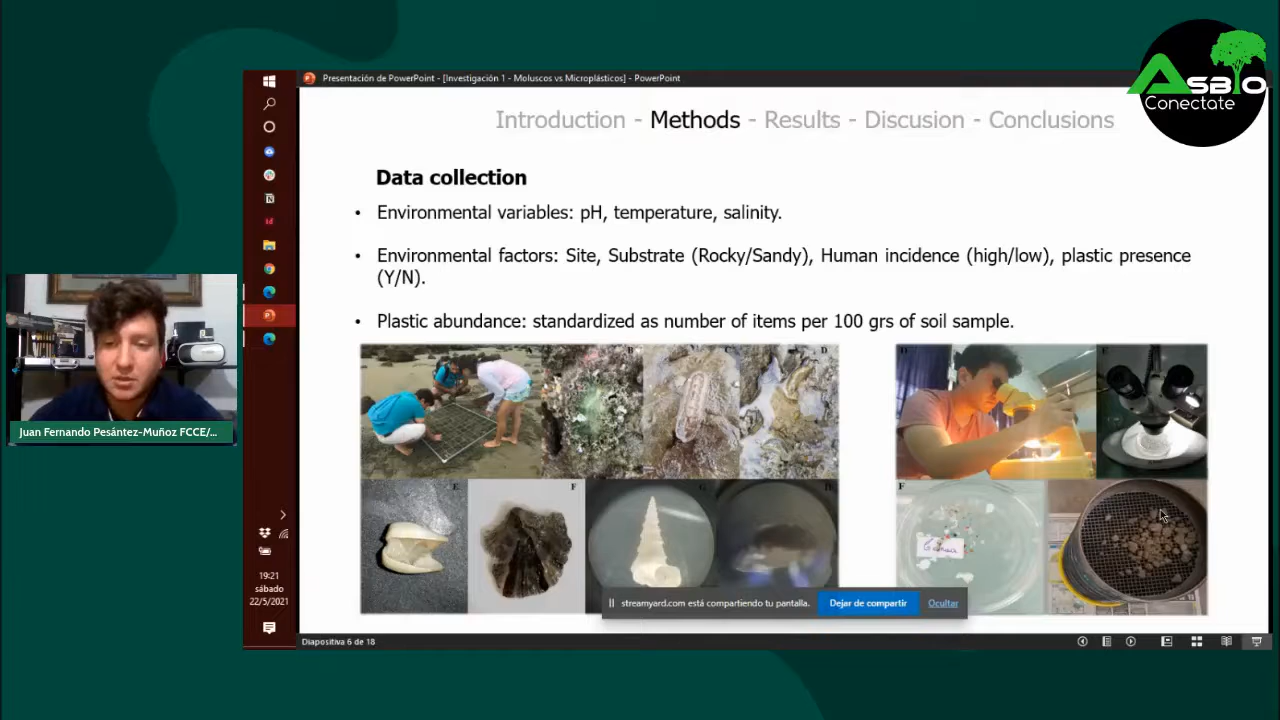 Presentación de PowerPoint - [Investigación 1 - Moluscos vs Microplásticos] - PowerPoint
ASBIO
Conectate
Introduction - Methods - Results - Discusion - Conclusions
Data collection
• Environmental variables: pH, temperature, salinity.
• Environmental factors: Site, Substrate (Rocky/Sandy), Human incidence (high/low), plastic presence
(Y/N).
• Plastic abundance: standardized as number of items per 100 grs of soil sample.
Juan Fernando Pesántez-Muñoz FCCE/...
B
C
D
E
F
G
F
19:21
sábado
22/5/2021
streamyard.com está compartiendo tu pantalla.
Dejar de compartir
Ocultar
Diapositiva 6 de 18